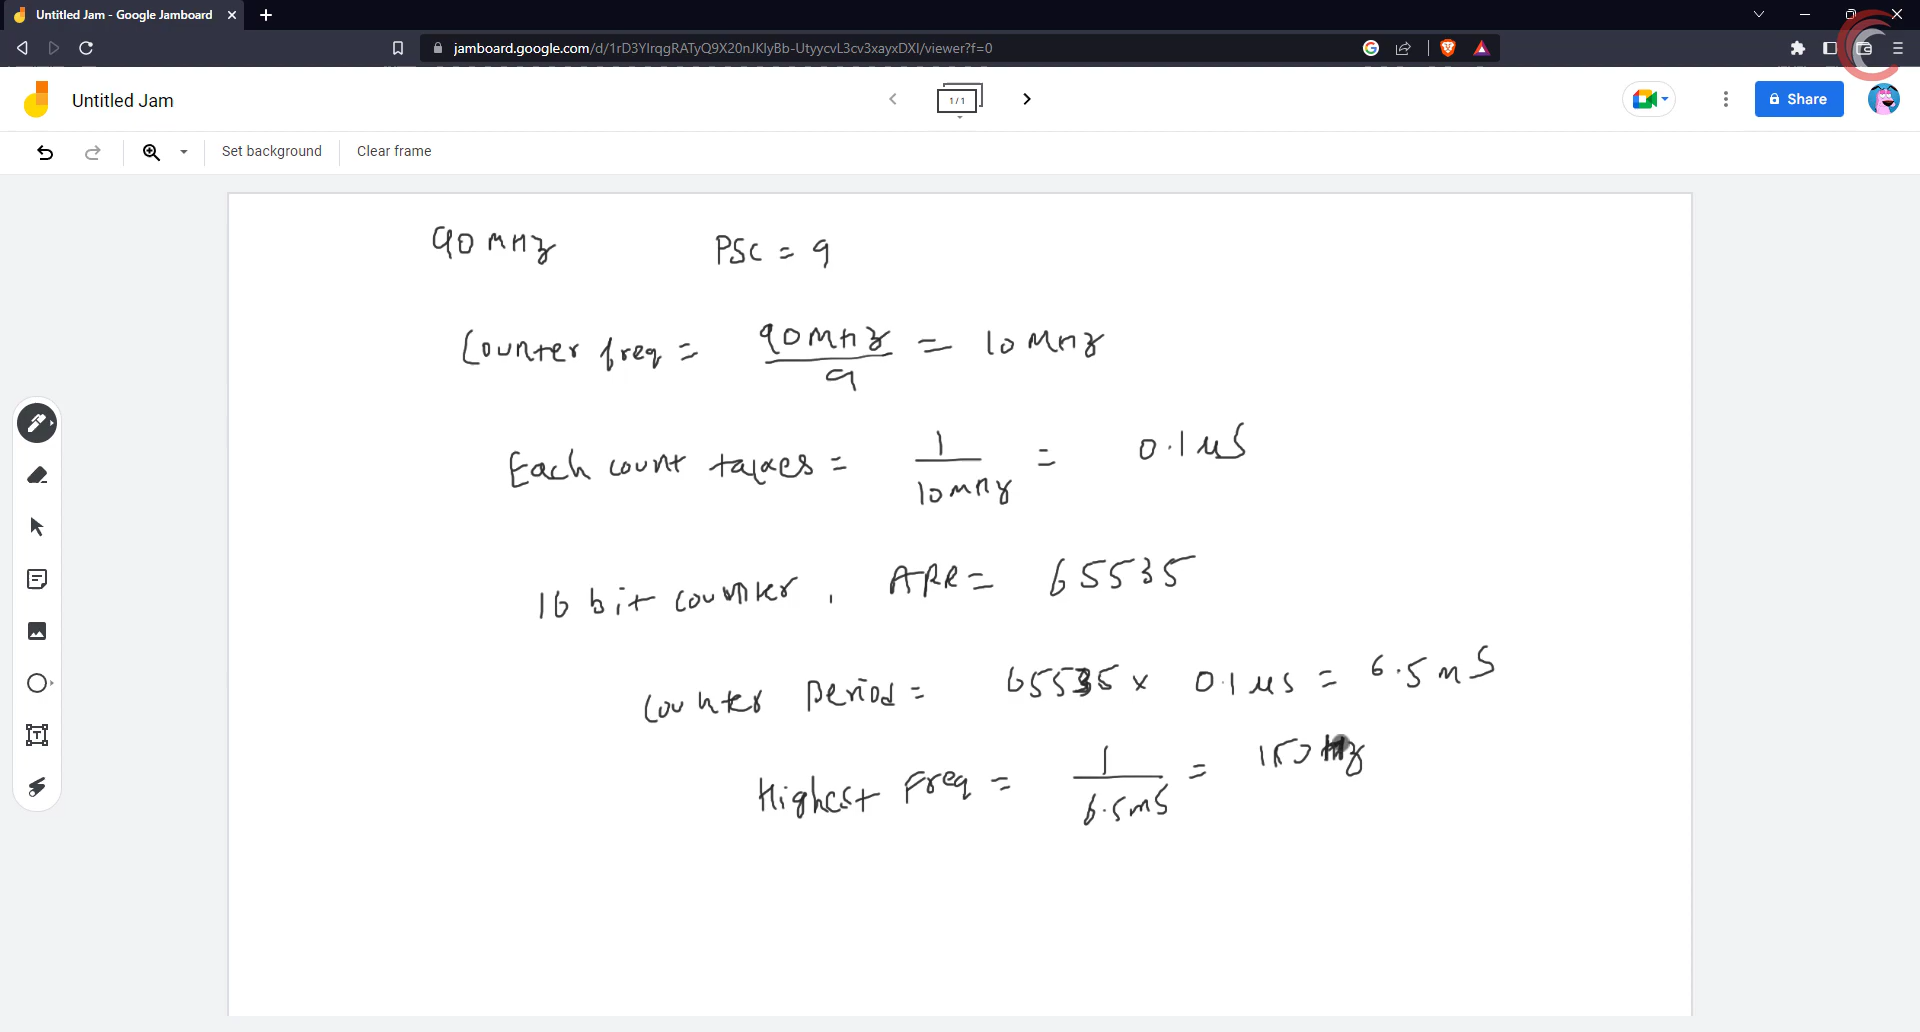 Untitled Jam - Google Jamboard
jamboard.google.com/d/1rD3YlrqgRATyQ9X20nJKlyBb-UtyycvL3cv3xayxDXI/viewer?f=0
Untitled Jam
1/1
Share
Set background
Clear frame
90 MHz PSC = 9
Counter freq = 90MHz / 9 = 10 MHz
Each count takes = 1 / 10MHz = 0.1 us
16 bit counter, ARR = 65535
Counter Period = 65535 x 0.1 us = 6.5 mS
Highest Freq = 1 / 6.5mS = 150 Hz